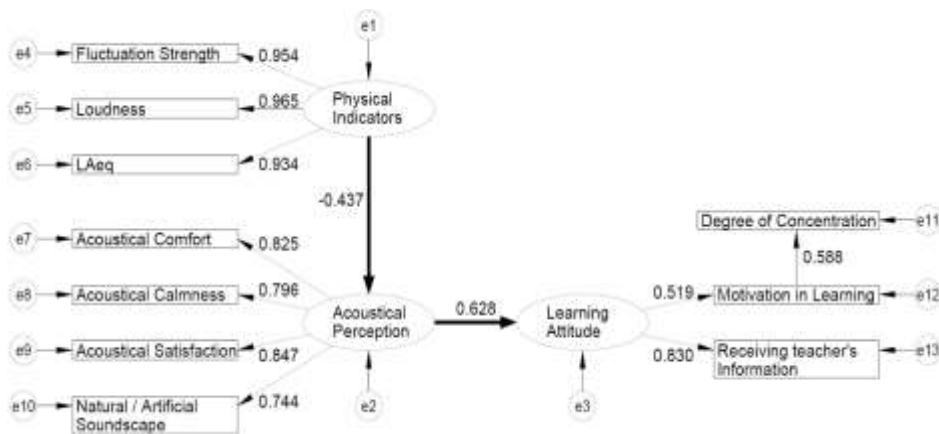 e1
e4
Fluctuation Strength
0.954
e5
Loudness
0.965
Physical
Indicators
e6
LAeq
0.934
-0.437
e7
Acoustical Comfort
0.825
Degree of Concentration
e11
0.588
e8
Acoustical Calmness
0.796
Acoustical
Perception
0.628
Learning
Attitude
0.519
Motivation in Learning
e12
e9
Acoustical Satisfaction
0.847
0.830
Receiving teacher's
Information
e13
e10
Natural / Artificial
Soundscape
0.744
e2
e3